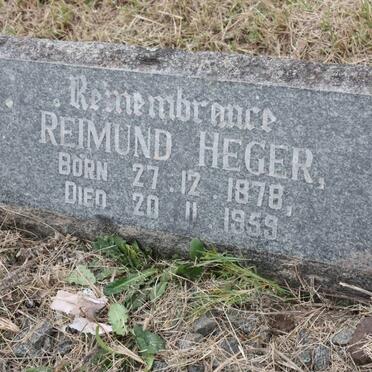 Remembrance
REIMUND HEGER,
BORN 27.12.1878,
DIED 20 11 1959.